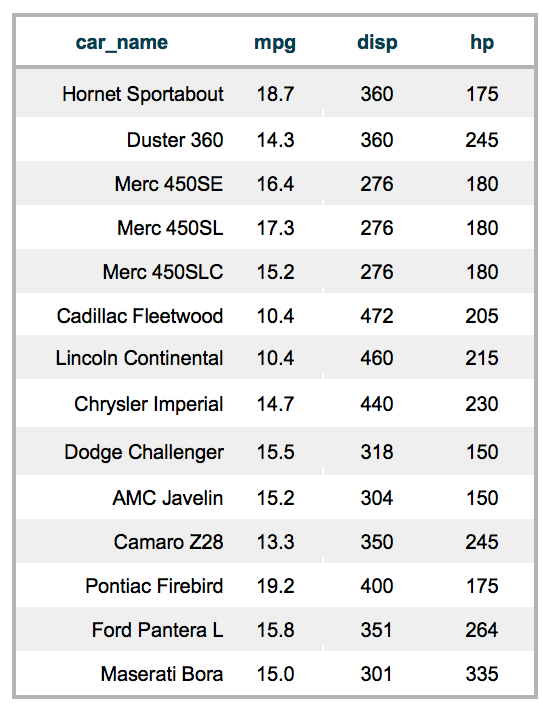 car_name mpg disp hp
Hornet Sportabout 18.7 360 175
Duster 360 14.3 360 245
Merc 450SE 16.4 276 180
Merc 450SL 17.3 276 180
Merc 450SLC 15.2 276 180
Cadillac Fleetwood 10.4 472 205
Lincoln Continental 10.4 460 215
Chrysler Imperial 14.7 440 230
Dodge Challenger 15.5 318 150
AMC Javelin 15.2 304 150
Camaro Z28 13.3 350 245
Pontiac Firebird 19.2 400 175
Ford Pantera L 15.8 351 264
Maserati Bora 15.0 301 335